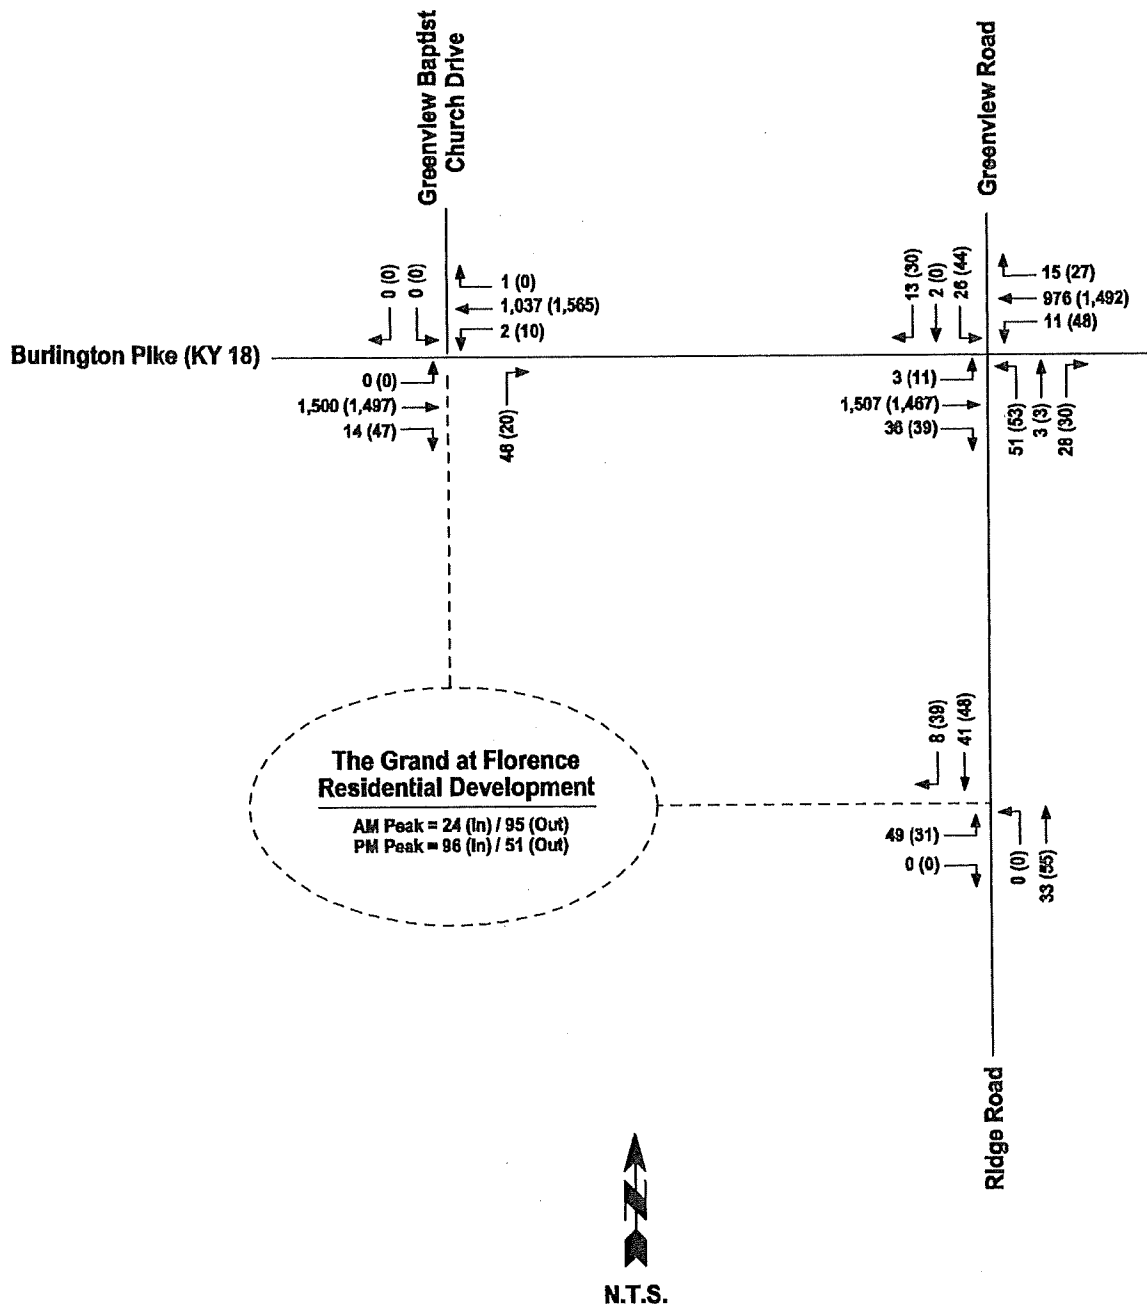 Greenview Baptist
Church Drive
Greenview Road
0 (0)
0 (0)
1 (0)
1,037 (1,565)
2 (10)
13 (30)
2 (0)
26 (44)
15 (27)
976 (1,492)
11 (48)
Burlington Pike (KY 18)
0 (0)
1,500 (1,497)
14 (47)
46 (20)
3 (11)
1,507 (1,467)
36 (39)
51 (53)
3 (3)
28 (30)
The Grand at Florence
Residential Development
AM Peak = 24 (In) / 95 (Out)
PM Peak = 96 (In) / 51 (Out)
8 (39)
41 (48)
49 (31)
0 (0)
0 (0)
33 (55)
Ridge Road
N
N.T.S.